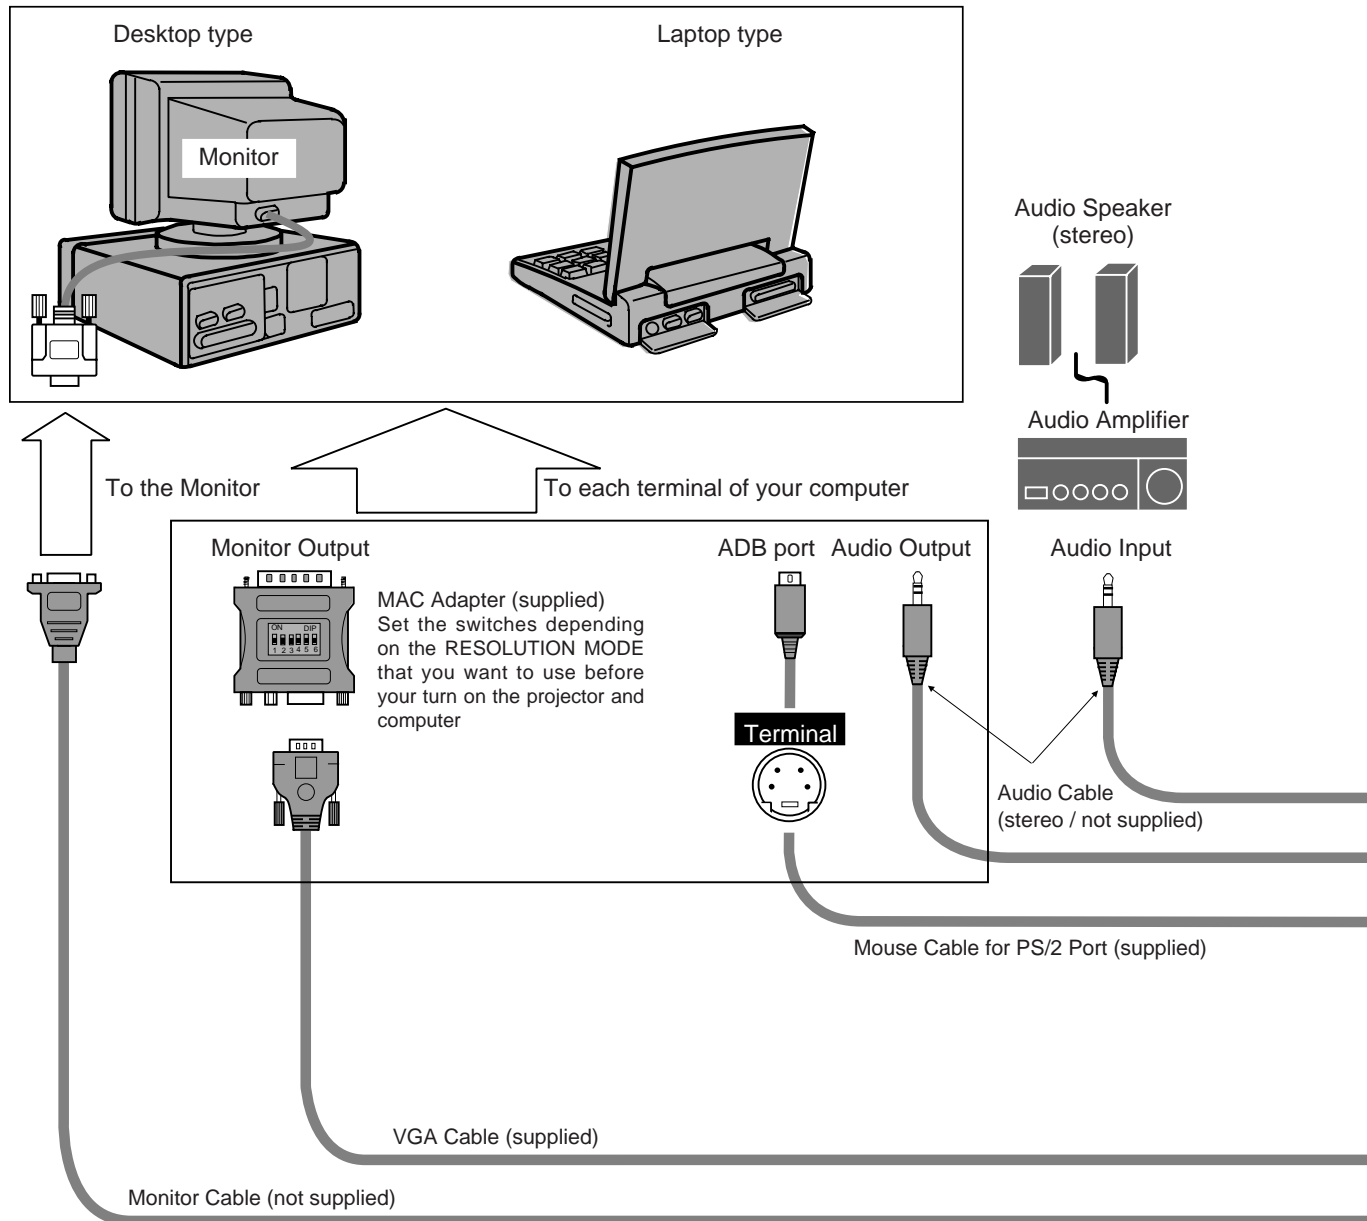 Desktop type
Laptop type
Monitor
Audio Speaker
(stereo)
Audio Amplifier
To the Monitor
To each terminal of your computer
Monitor Output
ADB port
Audio Output
Audio Input
MAC Adapter (supplied)
Set the switches depending
on the RESOLUTION MODE
that you want to use before
your turn on the projector and
computer
ON DIP
1 2 3 4 5 6
Terminal
Audio Cable
(stereo / not supplied)
Mouse Cable for PS/2 Port (supplied)
VGA Cable (supplied)
Monitor Cable (not supplied)